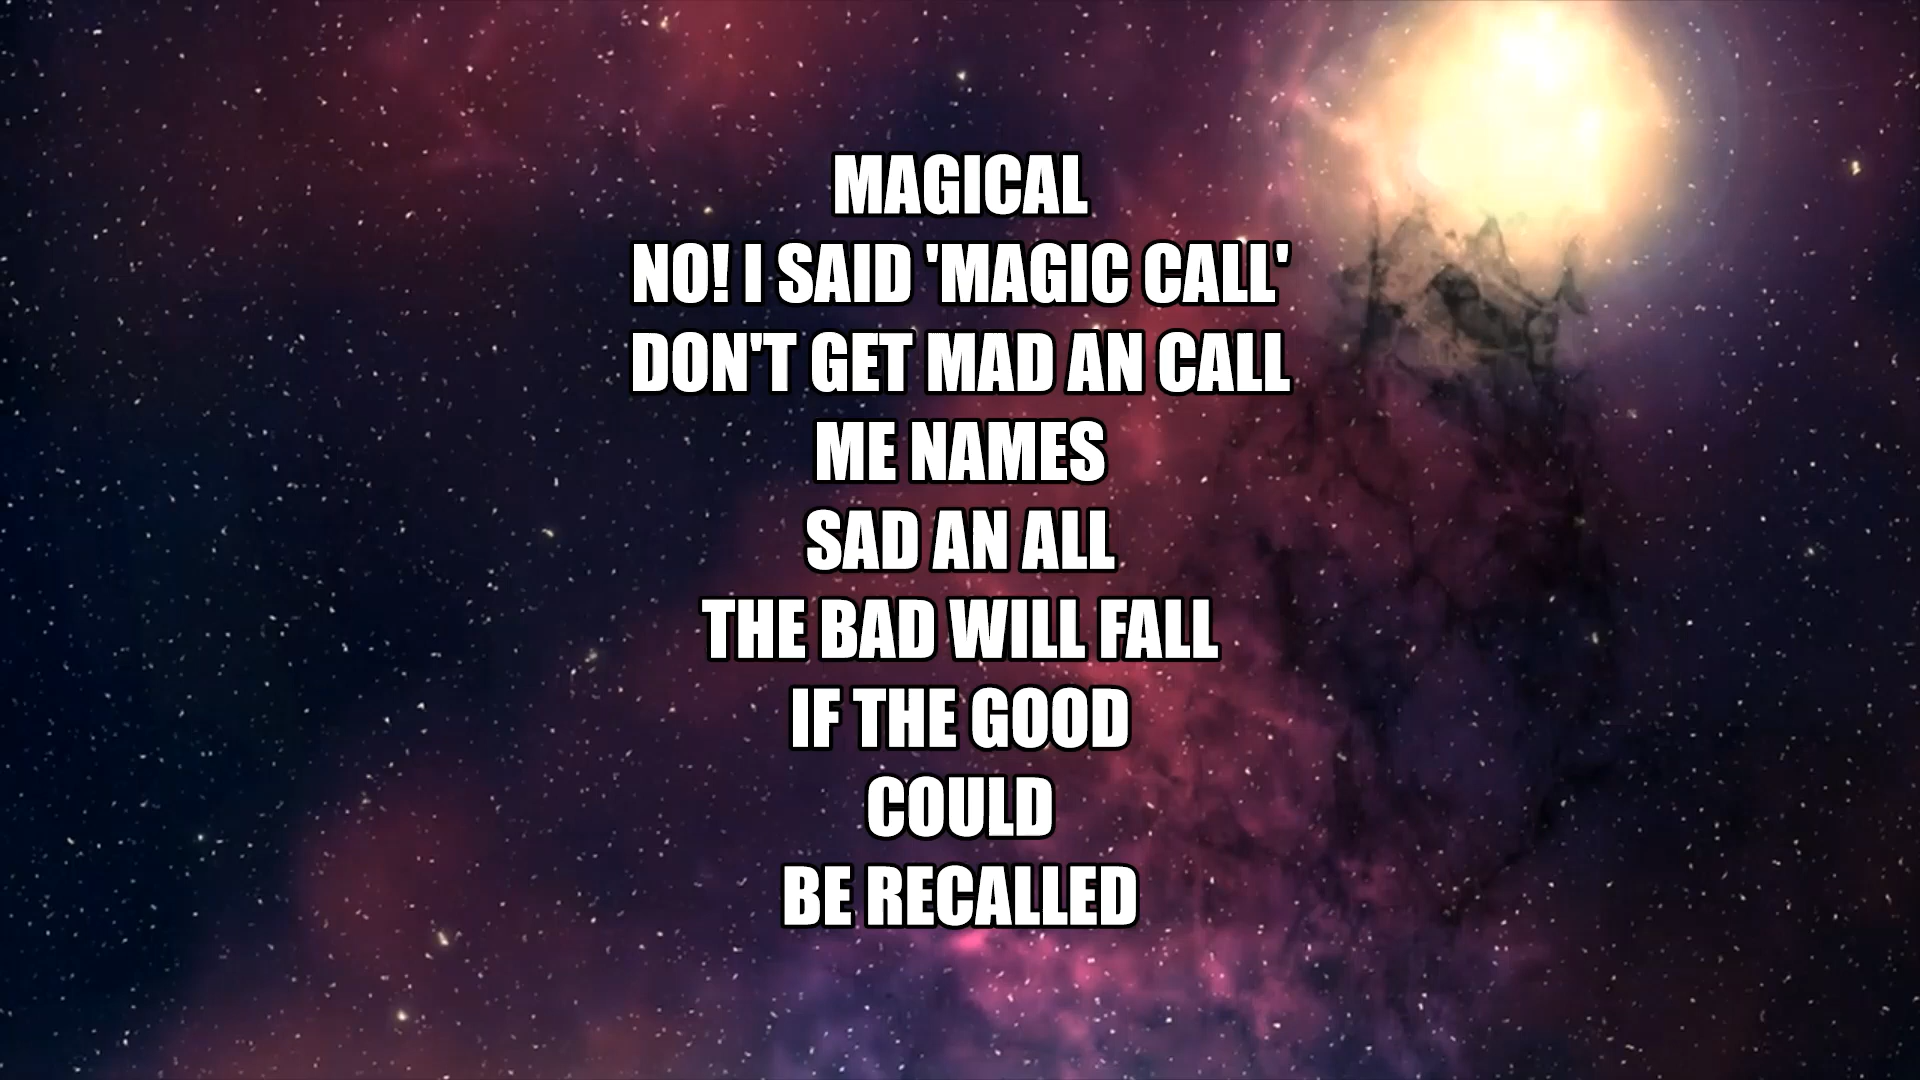 MAGICAL
NO! I SAID 'MAGIC CALL'
DON'T GET MAD AN CALL
ME NAMES
SAD AN ALL
THE BAD WILL FALL
IF THE GOOD
COULD
BE RECALLED